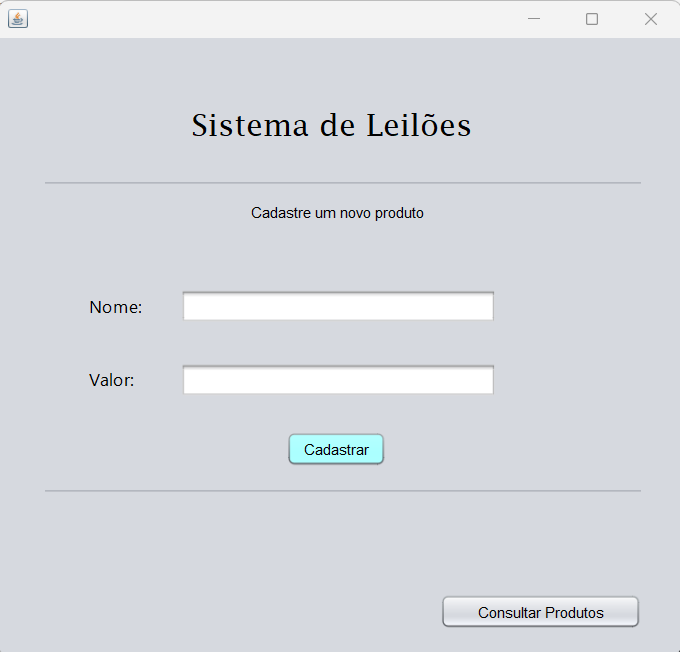 Sistema de Leilões
Cadastre um novo produto
Nome:
Valor:
Cadastrar
Consultar Produtos